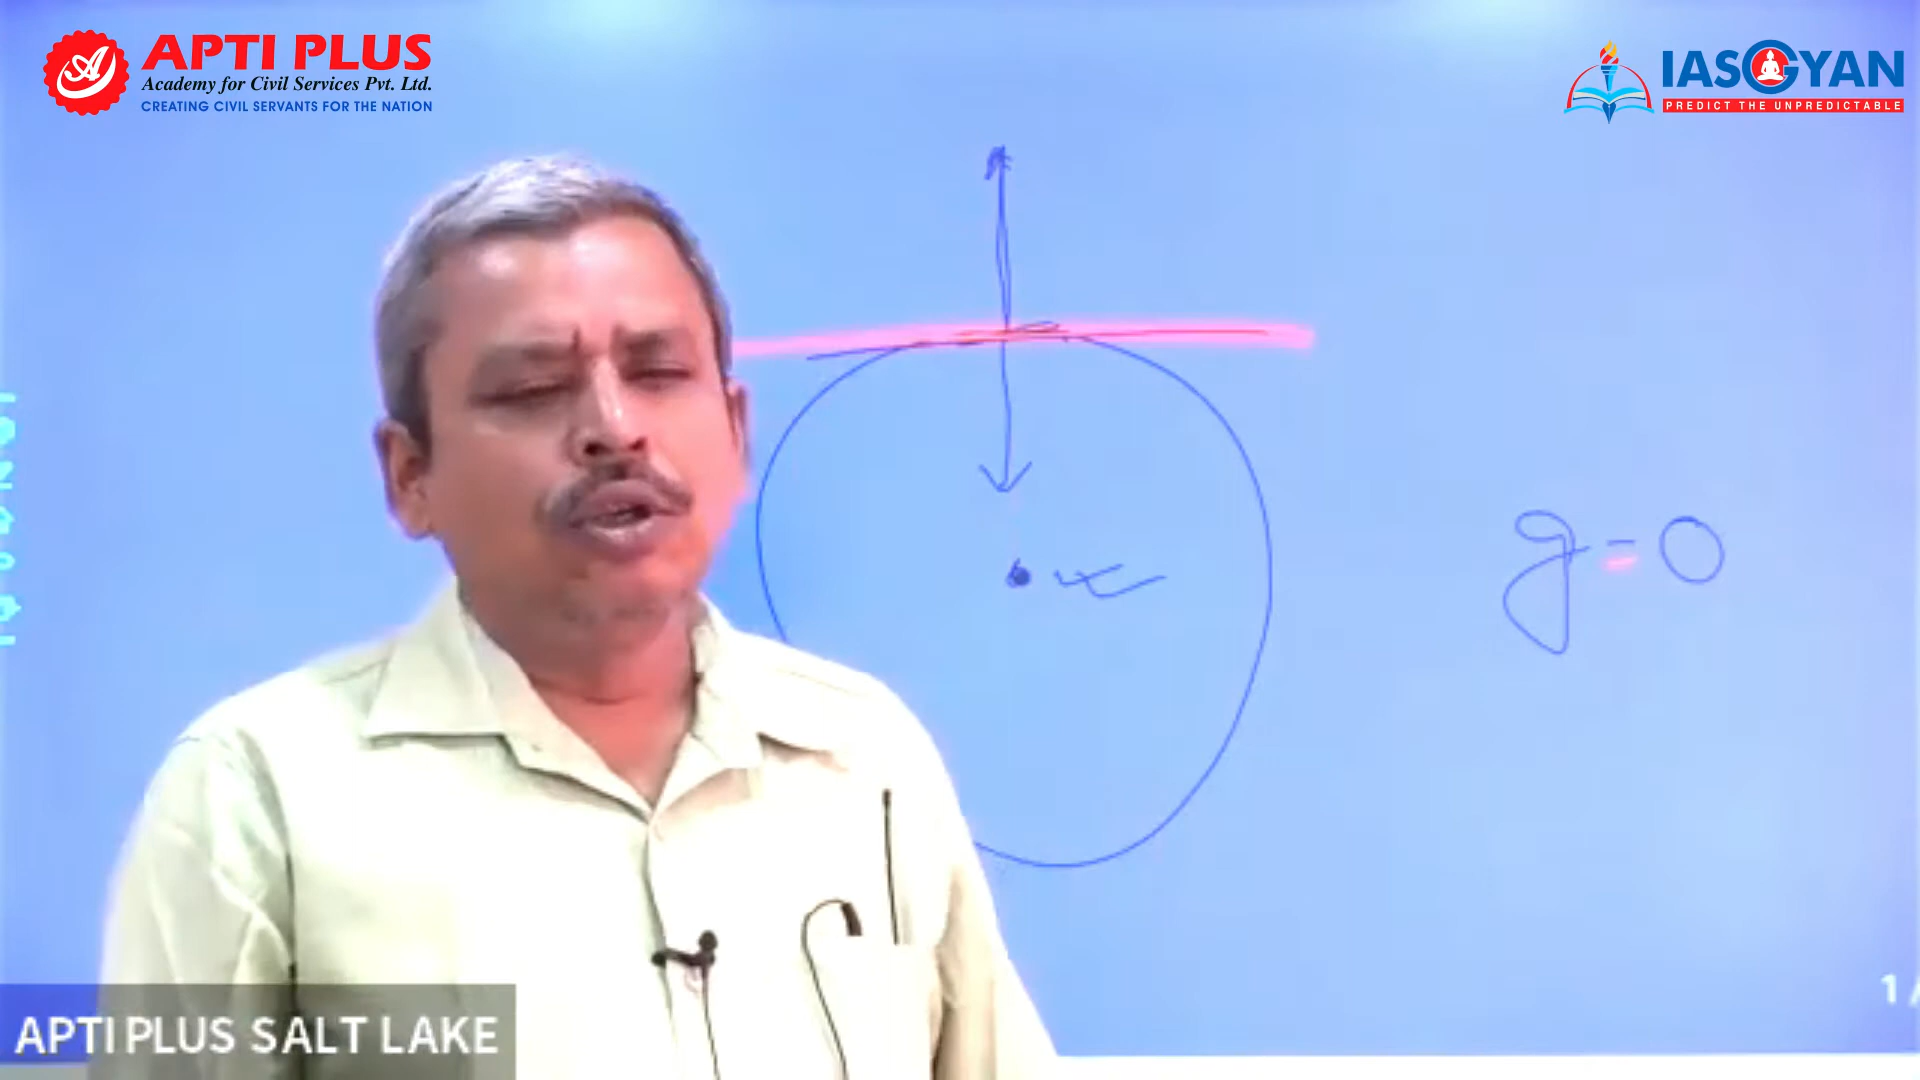 APTI PLUS
Academy for Civil Services Pvt. Ltd.
CREATING CIVIL SERVANTS FOR THE NATION
IASGYAN
PREDICT THE UNPREDICTABLE
g = 0
1/
APTI PLUS SALT LAKE